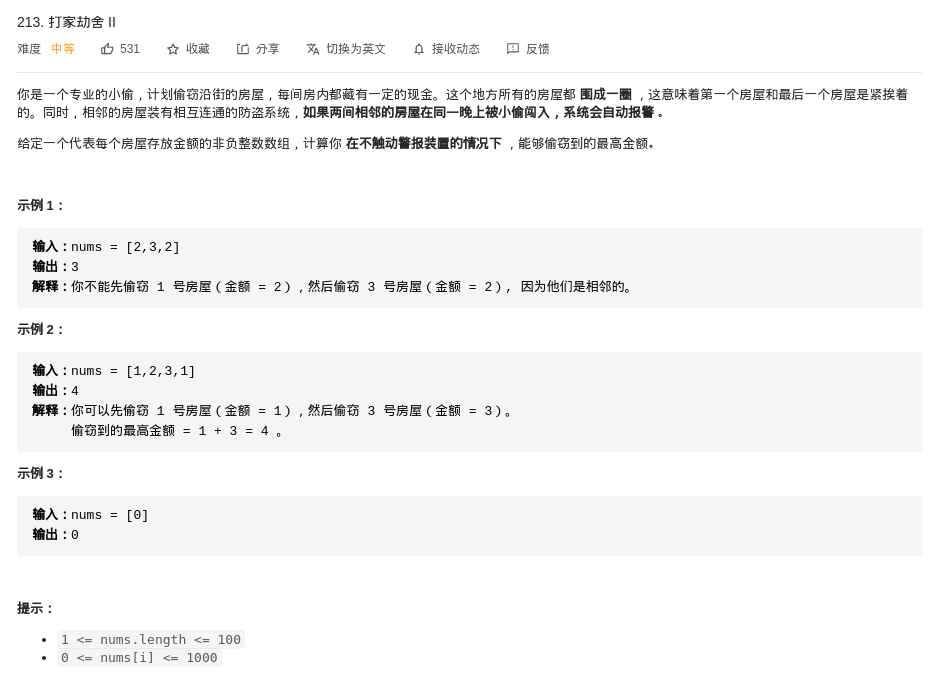 213. 打家劫舍 II
难度 中等 531 收藏 分享 切换为英文 接收动态 反馈
你是一个专业的小偷，计划偷窃沿街的房屋，每间房内都藏有一定的现金。这个地方所有的房屋都 围成一圈 ，这意味着第一个房屋和最后一个房屋是紧挨着
的。同时，相邻的房屋装有相互连通的防盗系统，如果两间相邻的房屋在同一晚上被小偷闯入，系统会自动报警 。
给定一个代表每个房屋存放金额的非负整数数组，计算你 在不触动警报装置的情况下 ，能够偷窃到的最高金额。
示例 1：
输入：nums = [2,3,2]
输出：3
解释：你不能先偷窃 1 号房屋（金额 = 2），然后偷窃 3 号房屋（金额 = 2）, 因为他们是相邻的。
示例 2：
输入：nums = [1,2,3,1]
输出：4
解释：你可以先偷窃 1 号房屋（金额 = 1），然后偷窃 3 号房屋（金额 = 3）。
偷窃到的最高金额 = 1 + 3 = 4 。
示例 3：
输入：nums = [0]
输出：0
提示：
• 1 <= nums.length <= 100
• 0 <= nums[i] <= 1000